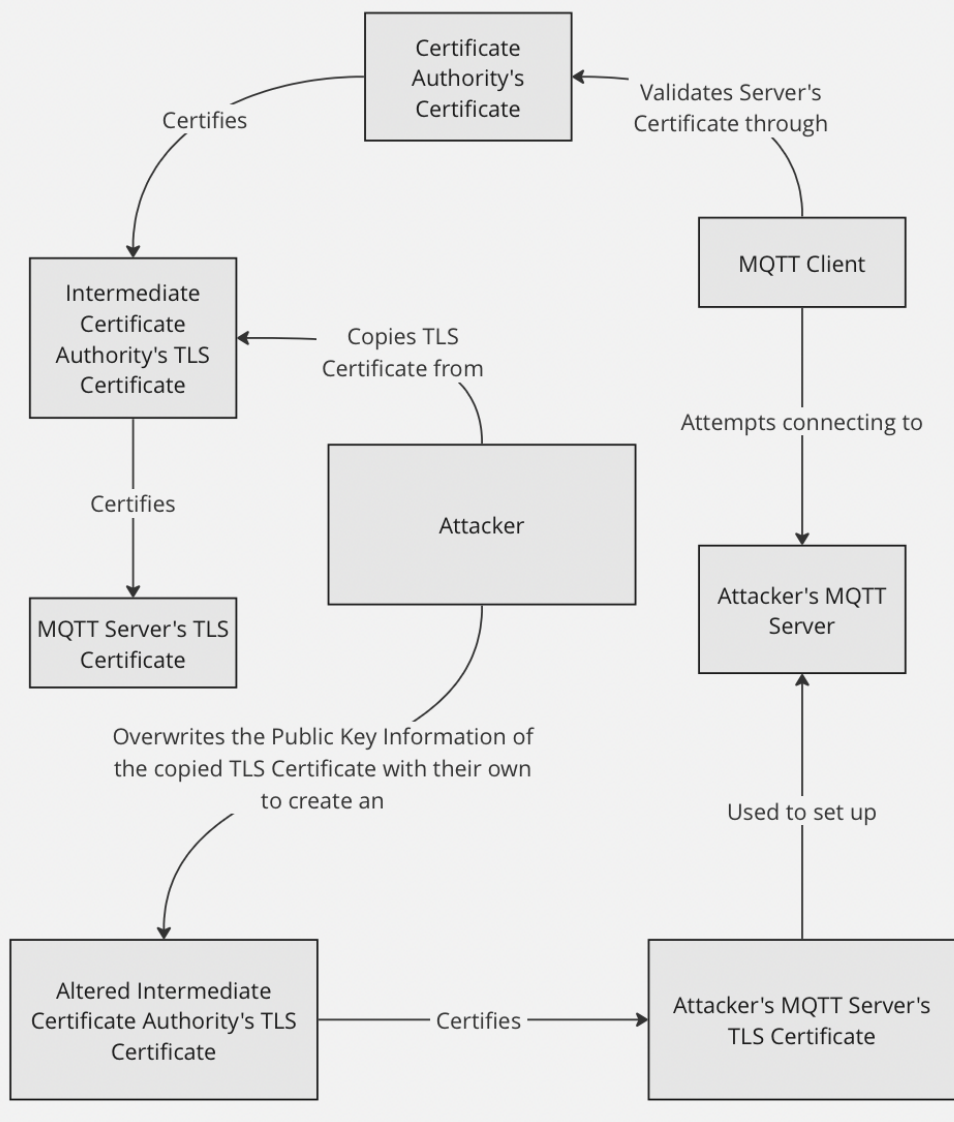 Certificate
Authority's
Certificate
Validates Server's
Certificate through
Certifies
MQTT Client
Intermediate
Certificate
Authority's TLS
Certificate
Copies TLS
Certificate from
Attempts connecting to
Certifies
Attacker
Attacker's MQTT
Server
MQTT Server's TLS
Certificate
Overwrites the Public Key Information of
the copied TLS Certificate with their own
to create an
Used to set up
Altered Intermediate
Certificate Authority's TLS
Certificate
Certifies
Attacker's MQTT Server's
TLS Certificate